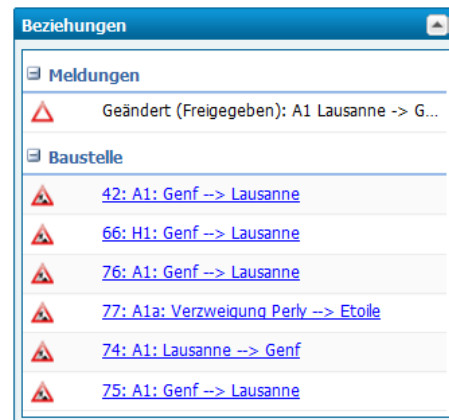 Beziehungen
Meldungen
Geändert (Freigegeben): A1 Lausanne -> G...
Baustelle
42: A1: Genf --> Lausanne
66: H1: Genf --> Lausanne
76: A1: Genf --> Lausanne
77: A1a: Verzweigung Perly --> Etoile
74: A1: Lausanne --> Genf
75: A1: Genf --> Lausanne